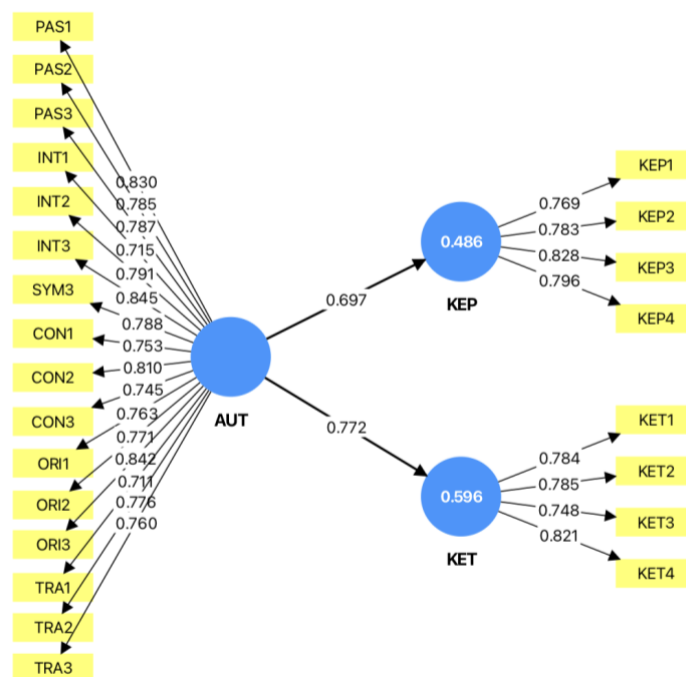 PAS1
PAS2
PAS3
INT1
INT2
INT3
SYM3
CON1
CON2
CON3
ORI1
ORI2
ORI3
TRA1
TRA2
TRA3
0.830
0.785
0.787
0.715
0.791
0.845
0.788
0.753
0.810
0.745
0.763
0.771
0.842
0.711
0.776
0.760
AUT
0.697
0.772
0.486
KEP
0.596
KET
0.769
0.783
0.828
0.796
KEP1
KEP2
KEP3
KEP4
0.784
0.785
0.748
0.821
KET1
KET2
KET3
KET4